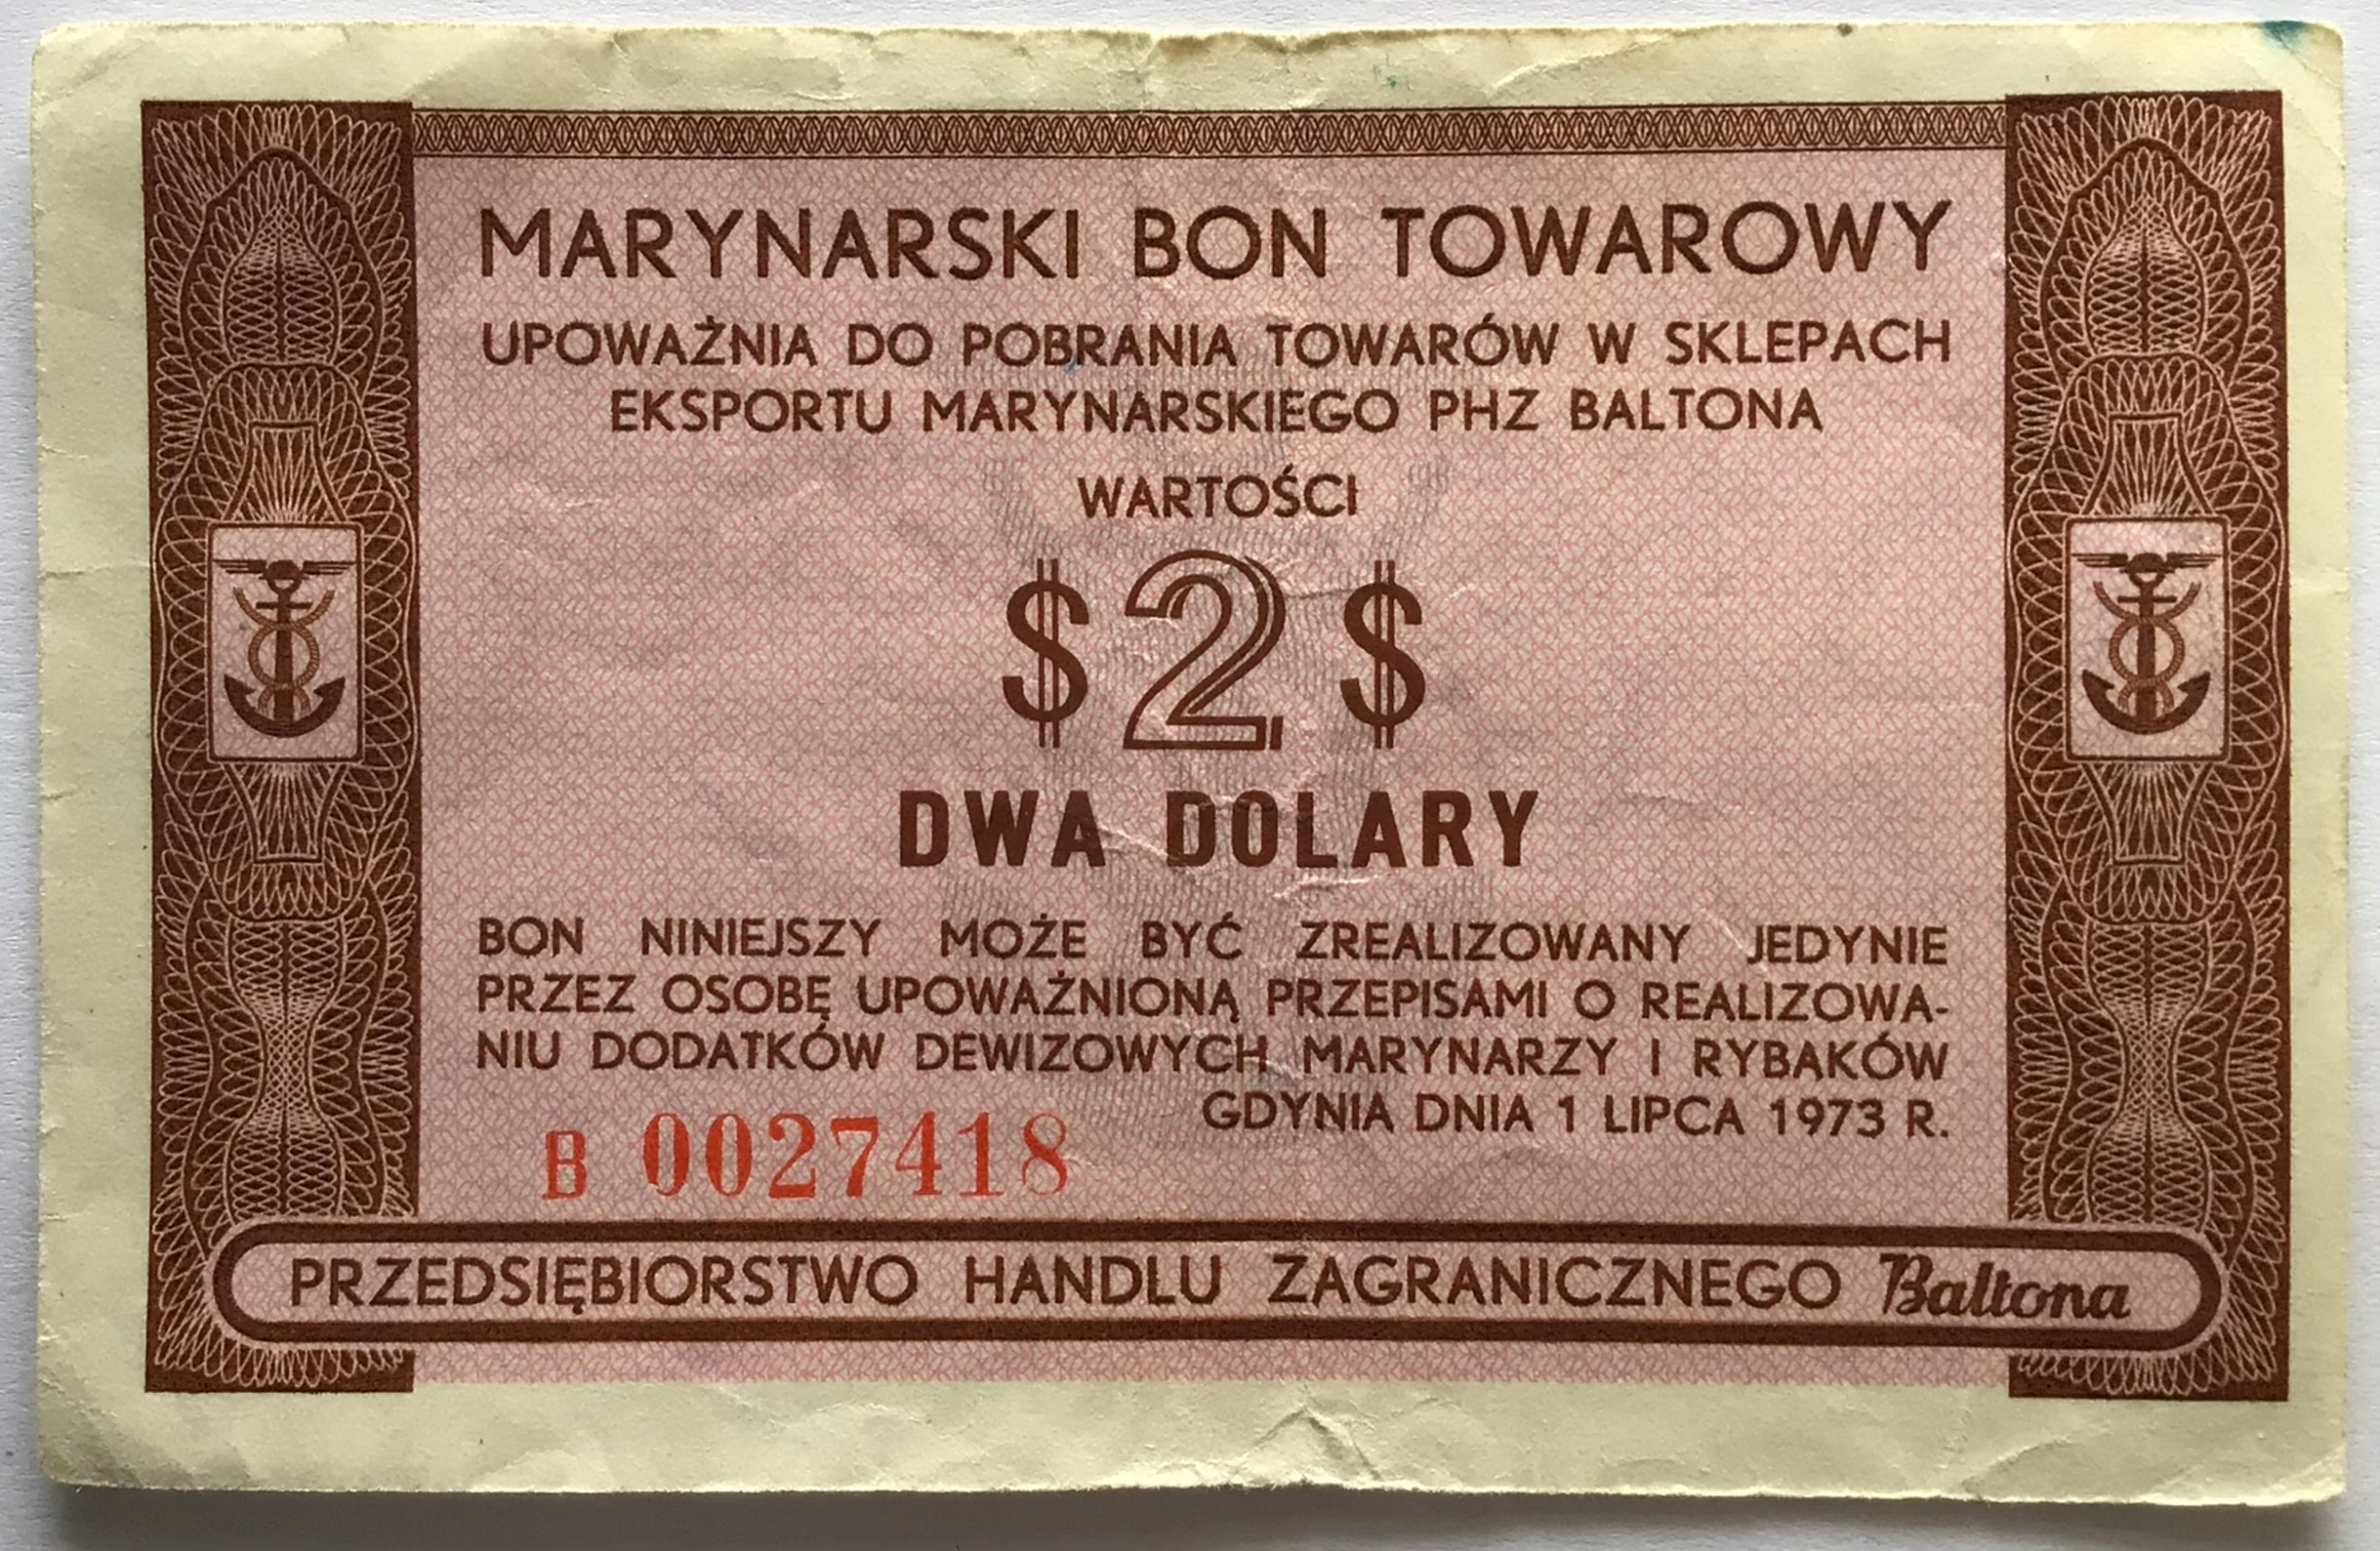 MARYNARSKI BON TOWAROWY
UPOWAŻNIA DO POBRANIA TOWARÓW W SKLEPACH
EKSPORTU MARYNARSKIEGO PHZ BALTONA
WARTOŚCI
$2$
DWA DOLARY
BON NINIEJSZY MOŻE BYĆ ZREALIZOWANY JEDYNIE
PRZEZ OSOBĘ UPOWAŻNIONĄ PRZEPISAMI O REALIZOWA-
NIU DODATKÓW DEWIZOWYCH MARYNARZY I RYBAKÓW
GDYNIA DNIA 1 LIPCA 1973 R.
B 0027418
PRZEDSIĘBIORSTWO HANDLU ZAGRANICZNEGO Baltona